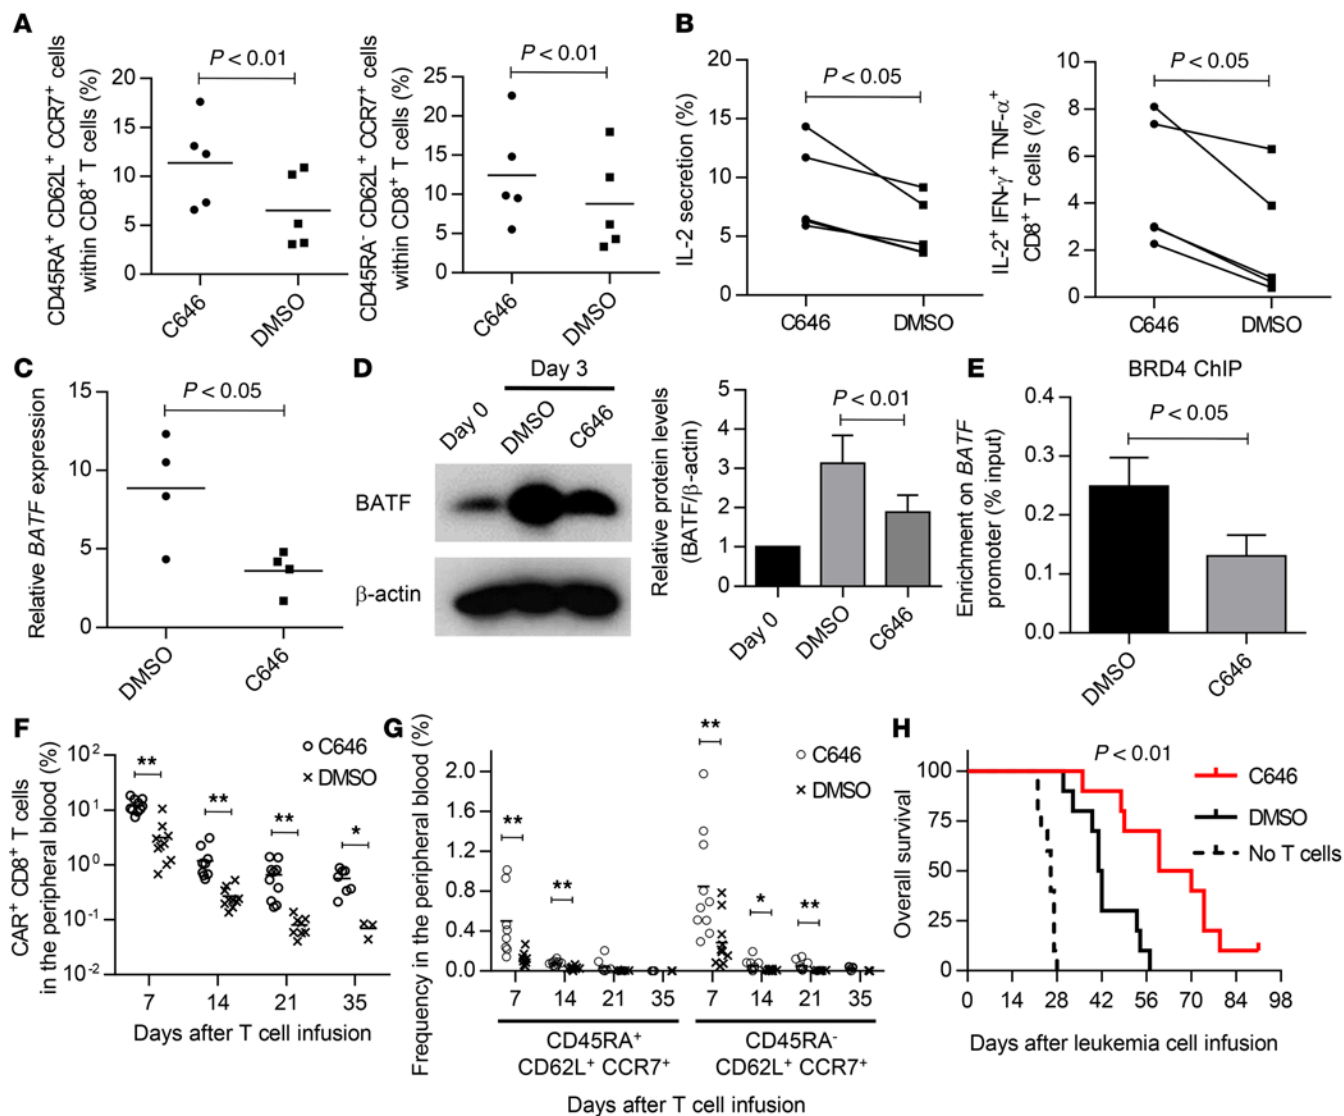 A
CD45RA⁺ CD62L⁺ CCR7⁺ cells
within CD8⁺ T cells (%)
P < 0.01
20
15
10
5
0
C646
DMSO
CD45RA⁻ CD62L⁺ CCR7⁺ cells
within CD8⁺ T cells (%)
P < 0.01
25
20
15
10
5
0
C646
DMSO
B
IL-2 secretion (%)
P < 0.05
20
15
10
5
0
C646
DMSO
IL-2⁺ IFN-γ⁺ TNF-α⁺
CD8⁺ T cells (%)
P < 0.05
10
8
6
4
2
0
C646
DMSO
C
Relative BATF expression
P < 0.05
15
10
5
0
DMSO
C646
D
Day 3
Day 0
DMSO
C646
BATF
β-actin
Relative protein levels
(BATF/β-actin)
P < 0.01
5
4
3
2
1
0
Day 0
DMSO
C646
E
BRD4 ChIP
Enrichment on BATF
promoter (% input)
P < 0.05
0.4
0.3
0.2
0.1
0.0
DMSO
C646
F
CAR⁺ CD8⁺ T cells
in the peripheral blood (%)
C646
DMSO
10²
10¹
10⁰
10⁻¹
10⁻²
**
**
**
*
7
14
21
35
Days after T cell infusion
G
Frequency in the peripheral blood (%)
C646
DMSO
2.0
1.6
1.2
0.8
0.4
0.0
**
**
**
*
**
7
14
21
35
7
14
21
35
CD45RA⁺
CD62L⁺ CCR7⁺
CD45RA⁻
CD62L⁺ CCR7⁺
Days after T cell infusion
H
Overall survival
P < 0.01
C646
DMSO
No T cells
100
75
50
25
0
0
14
28
42
56
70
84
98
Days after leukemia cell infusion